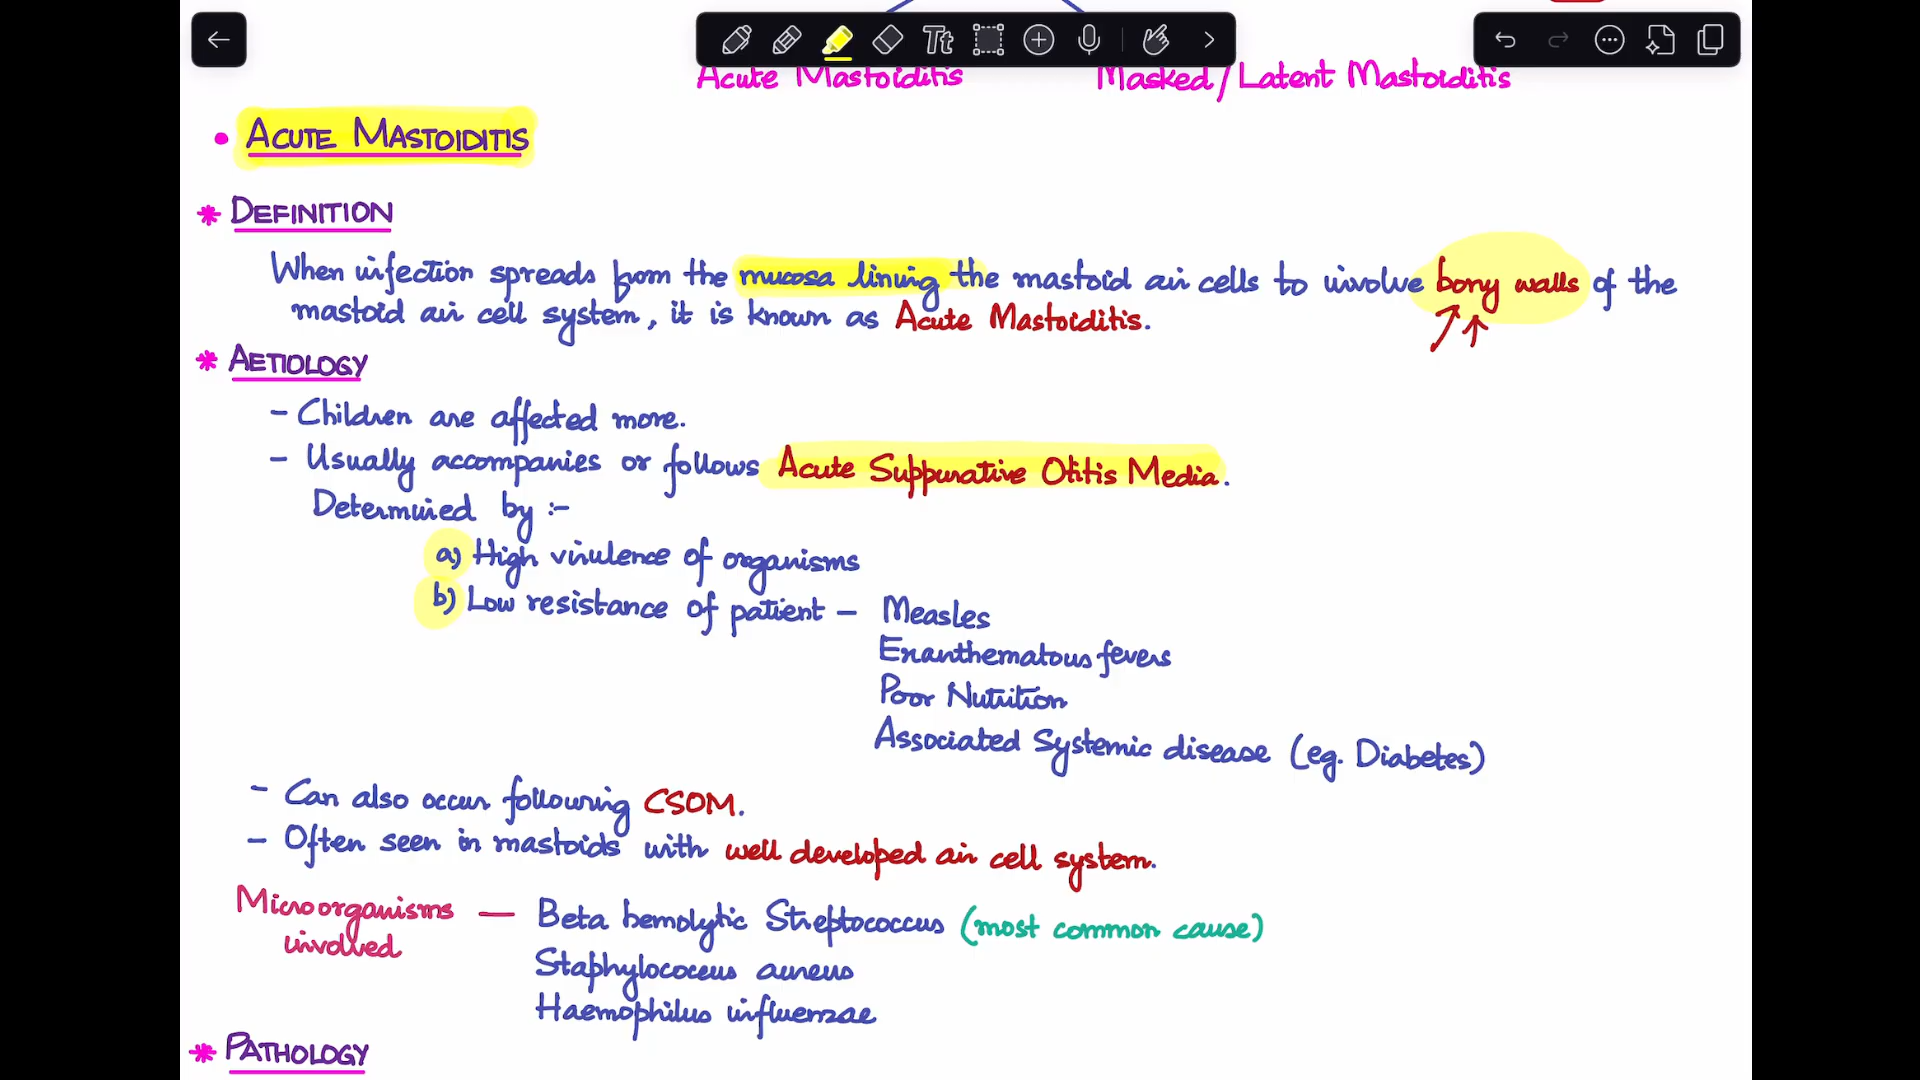 Tt
Acute Mastoiditis Masked/Latent Mastoiditis
• ACUTE MASTOIDITIS
* DEFINITION
When infection spreads from the mucosa lining the mastoid air cells to involve bony walls of the
mastoid air cell system, it is known as Acute Mastoiditis.
* AETIOLOGY
- Children are affected more.
- Usually accompanies or follows Acute Suppurative Otitis Media.
Determined by :-
a) High virulence of organisms
b) Low resistance of patient - Measles
Exanthematous fevers
Poor Nutrition
Associated Systemic disease (eg. Diabetes)
- Can also occur following CSOM.
- Often seen in mastoids with well developed air cell system.
Microorganisms — Beta hemolytic Streptococcus (most common cause)
involved
Staphylococcus aureus
Haemophilus influenzae
* PATHOLOGY